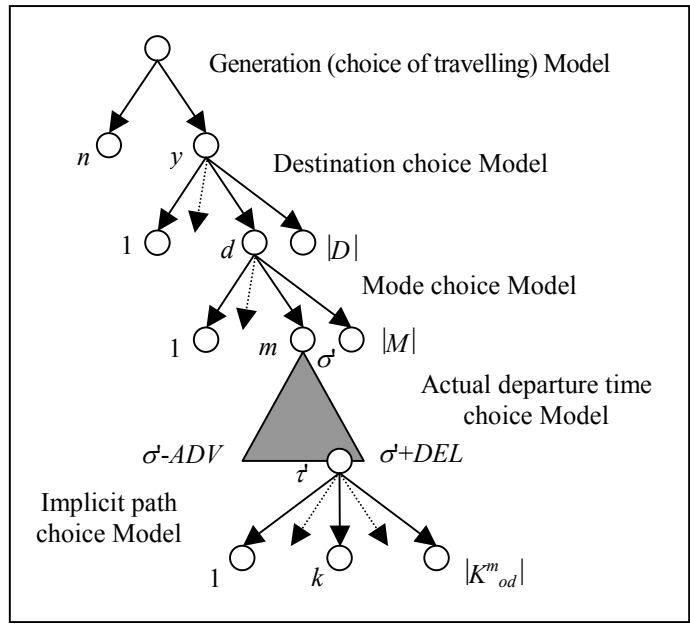 Generation (choice of travelling) Model
n y
Destination choice Model
1 d |D|
Mode choice Model
1 m |M|
σ'
Actual departure time
choice Model
σ'-ADV σ'+DEL
τ'
Implicit path
choice Model
1 k |K^m_od|